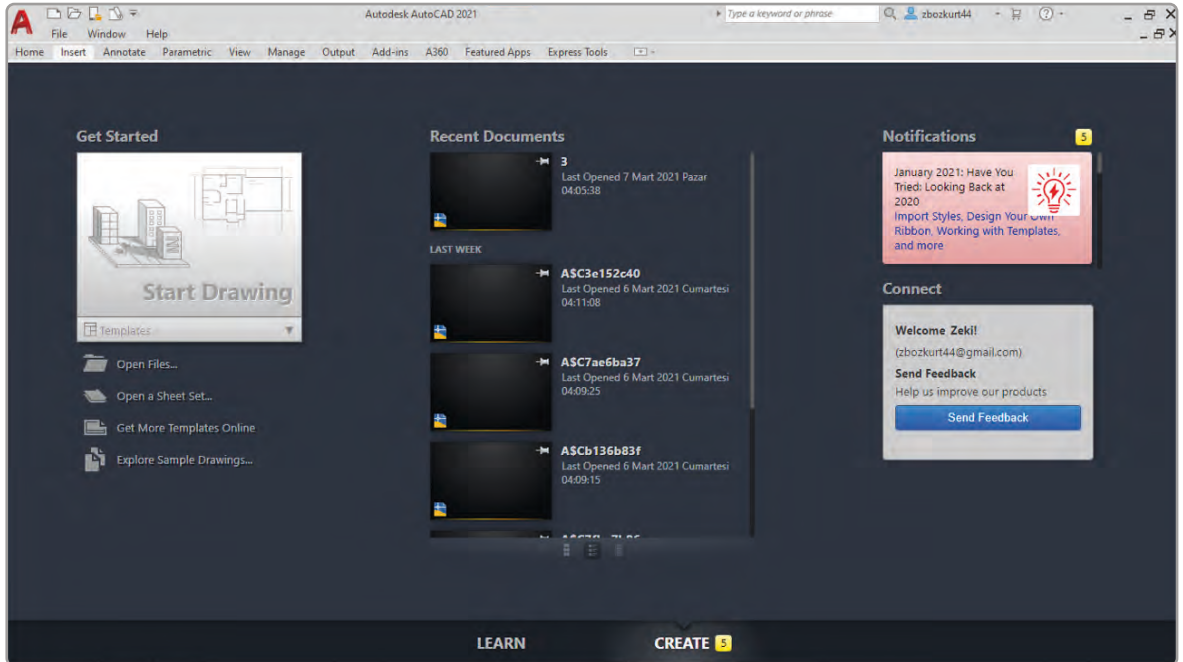 Autodesk AutoCAD 2021
Type a keyword or phrase
zbozkurt44
File Window Help
Home Insert Annotate Parametric View Manage Output Add-ins A360 Featured Apps Express Tools
Get Started
Start Drawing
Templates
Open Files...
Open a Sheet Set...
Get More Templates Online
Explore Sample Drawings...
Recent Documents
3
Last Opened 7 Mart 2021 Pazar
04:05:38
LAST WEEK
A$C3e152c40
Last Opened 6 Mart 2021 Cumartesi
04:11:08
A$C7ae6ba37
Last Opened 6 Mart 2021 Cumartesi
04:09:25
A$Cb136b83f
Last Opened 6 Mart 2021 Cumartesi
04:09:15
Notifications 5
January 2021: Have You
Tried: Looking Back at
2020
Import Styles, Design Your Own
Ribbon, Working with Templates,
and more
Connect
Welcome Zeki!
(zbozkurt44@gmail.com)
Send Feedback
Help us improve our products
Send Feedback
LEARN CREATE 5